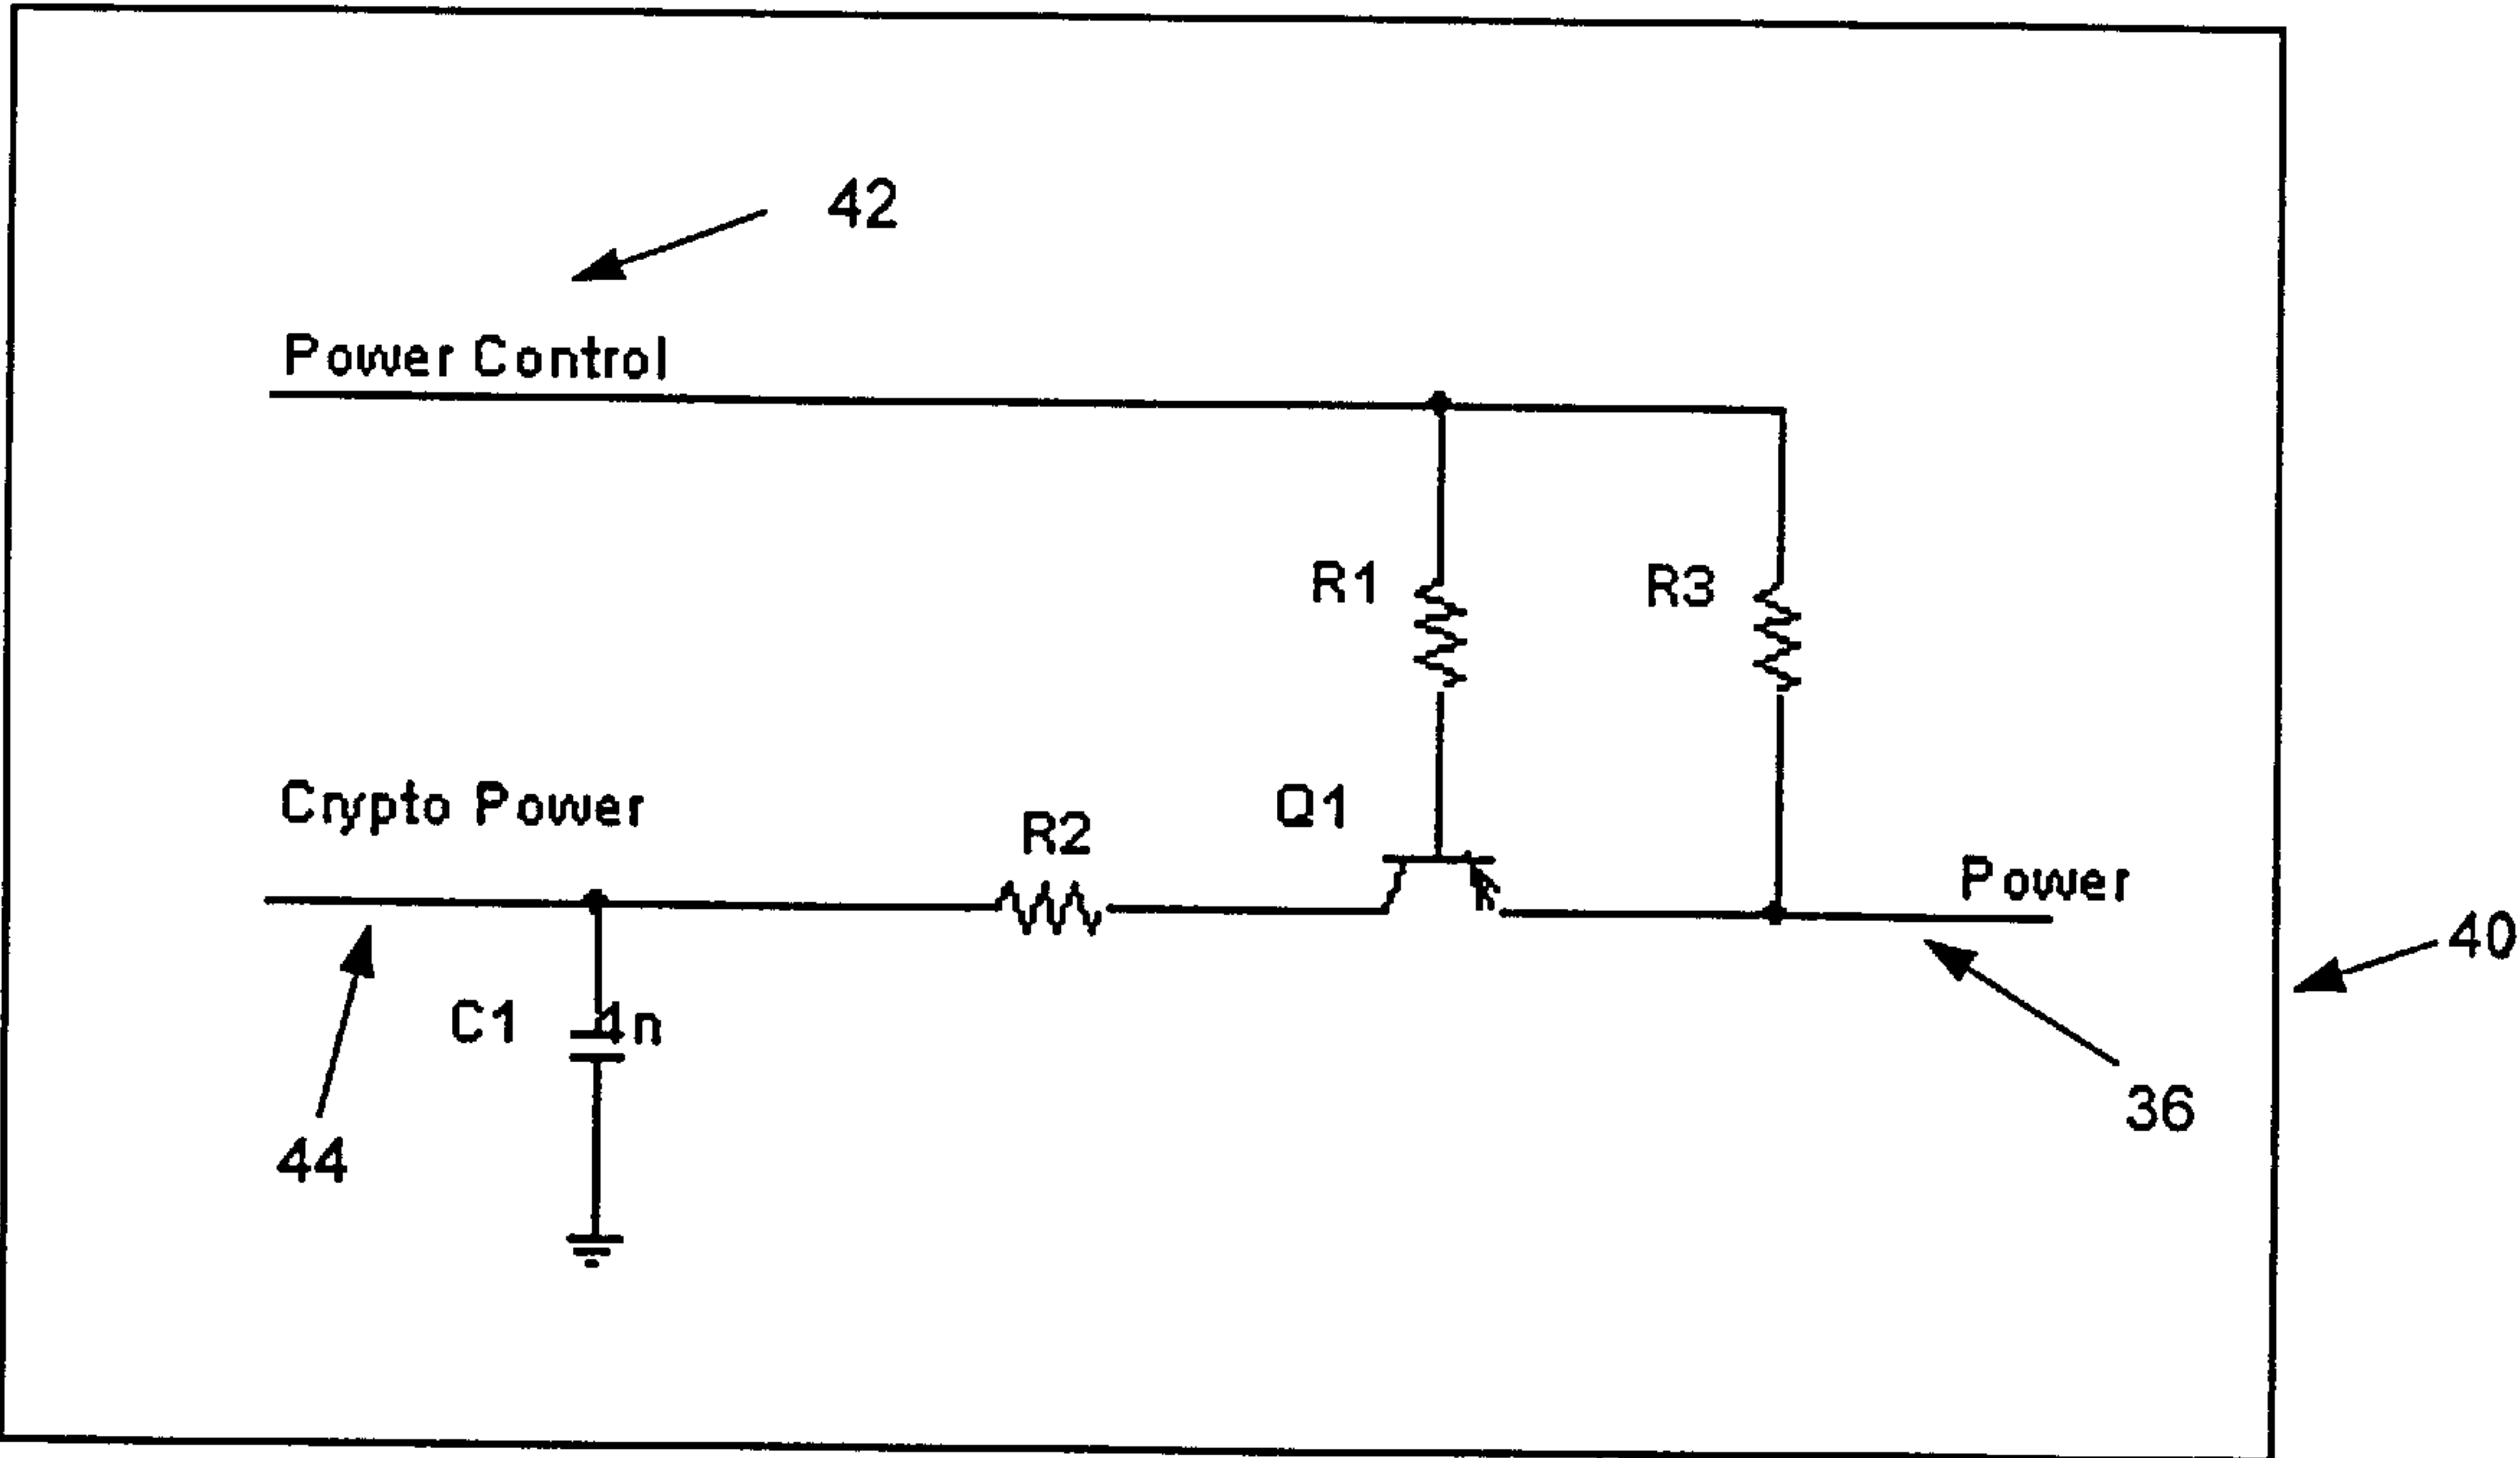 42
Power Control
R1
R3
Crypto Power
Q1
R2
Power
40
C1
1n
36
44